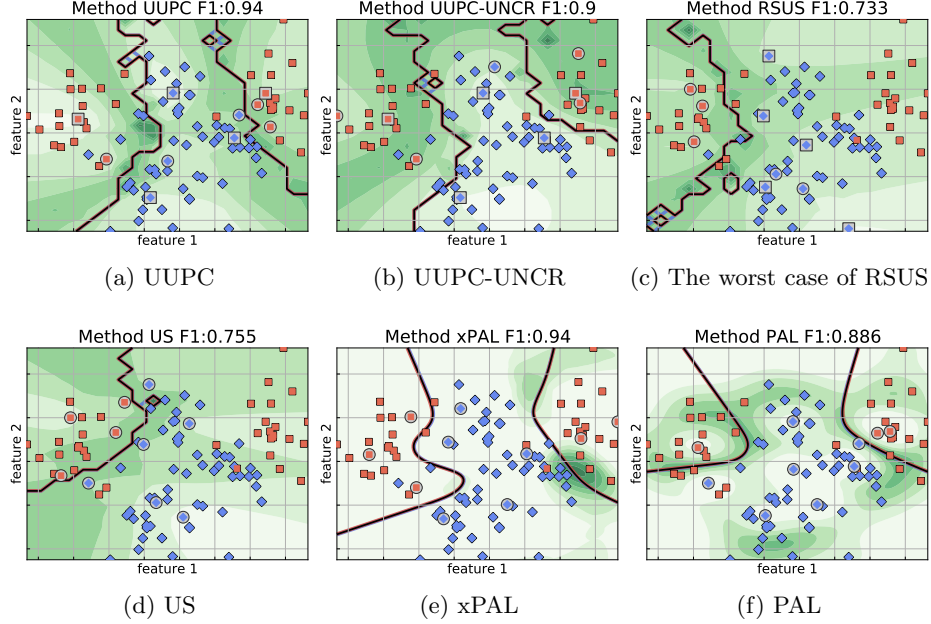 Method UUPC F1:0.94
Method UUPC-UNCR F1:0.9
Method RSUS F1:0.733
feature 2
feature 2
feature 2
feature 1
feature 1
feature 1
(a) UUPC
(b) UUPC-UNCR
(c) The worst case of RSUS
Method US F1:0.755
Method xPAL F1:0.94
Method PAL F1:0.886
feature 2
feature 2
feature 2
feature 1
feature 1
feature 1
(d) US
(e) xPAL
(f) PAL